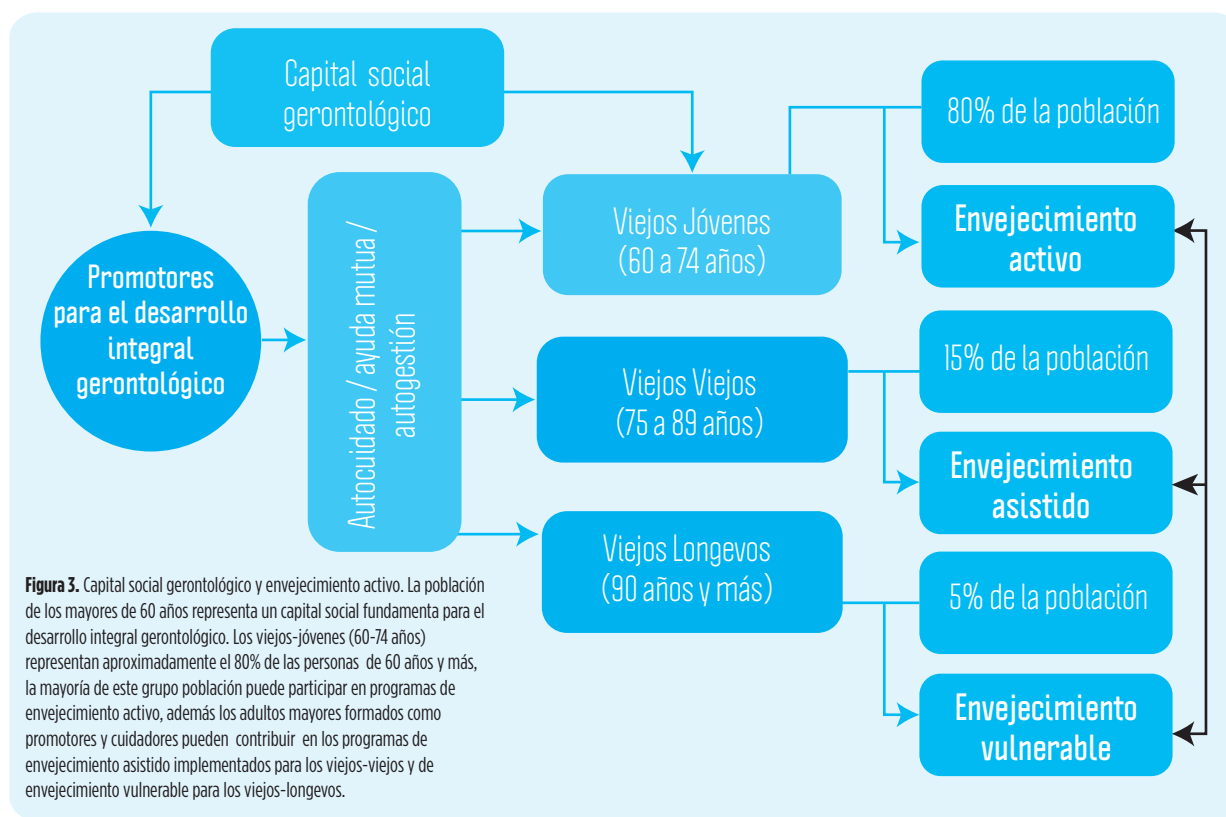 Capital social
gerontológico
80% de la población
Viejos Jóvenes
(60 a 74 años)
Envejecimiento
activo
Promotores
para el desarrollo
integral
gerontológico
Autocuidado / ayuda mutua /
autogestión
15% de la población
Viejos Viejos
(75 a 89 años)
Envejecimiento
asistido
Viejos Longevos
(90 años y más)
5% de la población
Envejecimiento
vulnerable
Figura 3. Capital social gerontológico y envejecimiento activo. La población
de los mayores de 60 años representa un capital social fundamenta para el
desarrollo integral gerontológico. Los viejos-jóvenes (60-74 años)
representan aproximadamente el 80% de las personas de 60 años y más,
la mayoría de este grupo población puede participar en programas de
envejecimiento activo, además los adultos mayores formados como
promotores y cuidadores pueden contribuir en los programas de
envejecimiento asistido implementados para los viejos-viejos y de
envejecimiento vulnerable para los viejos-longevos.